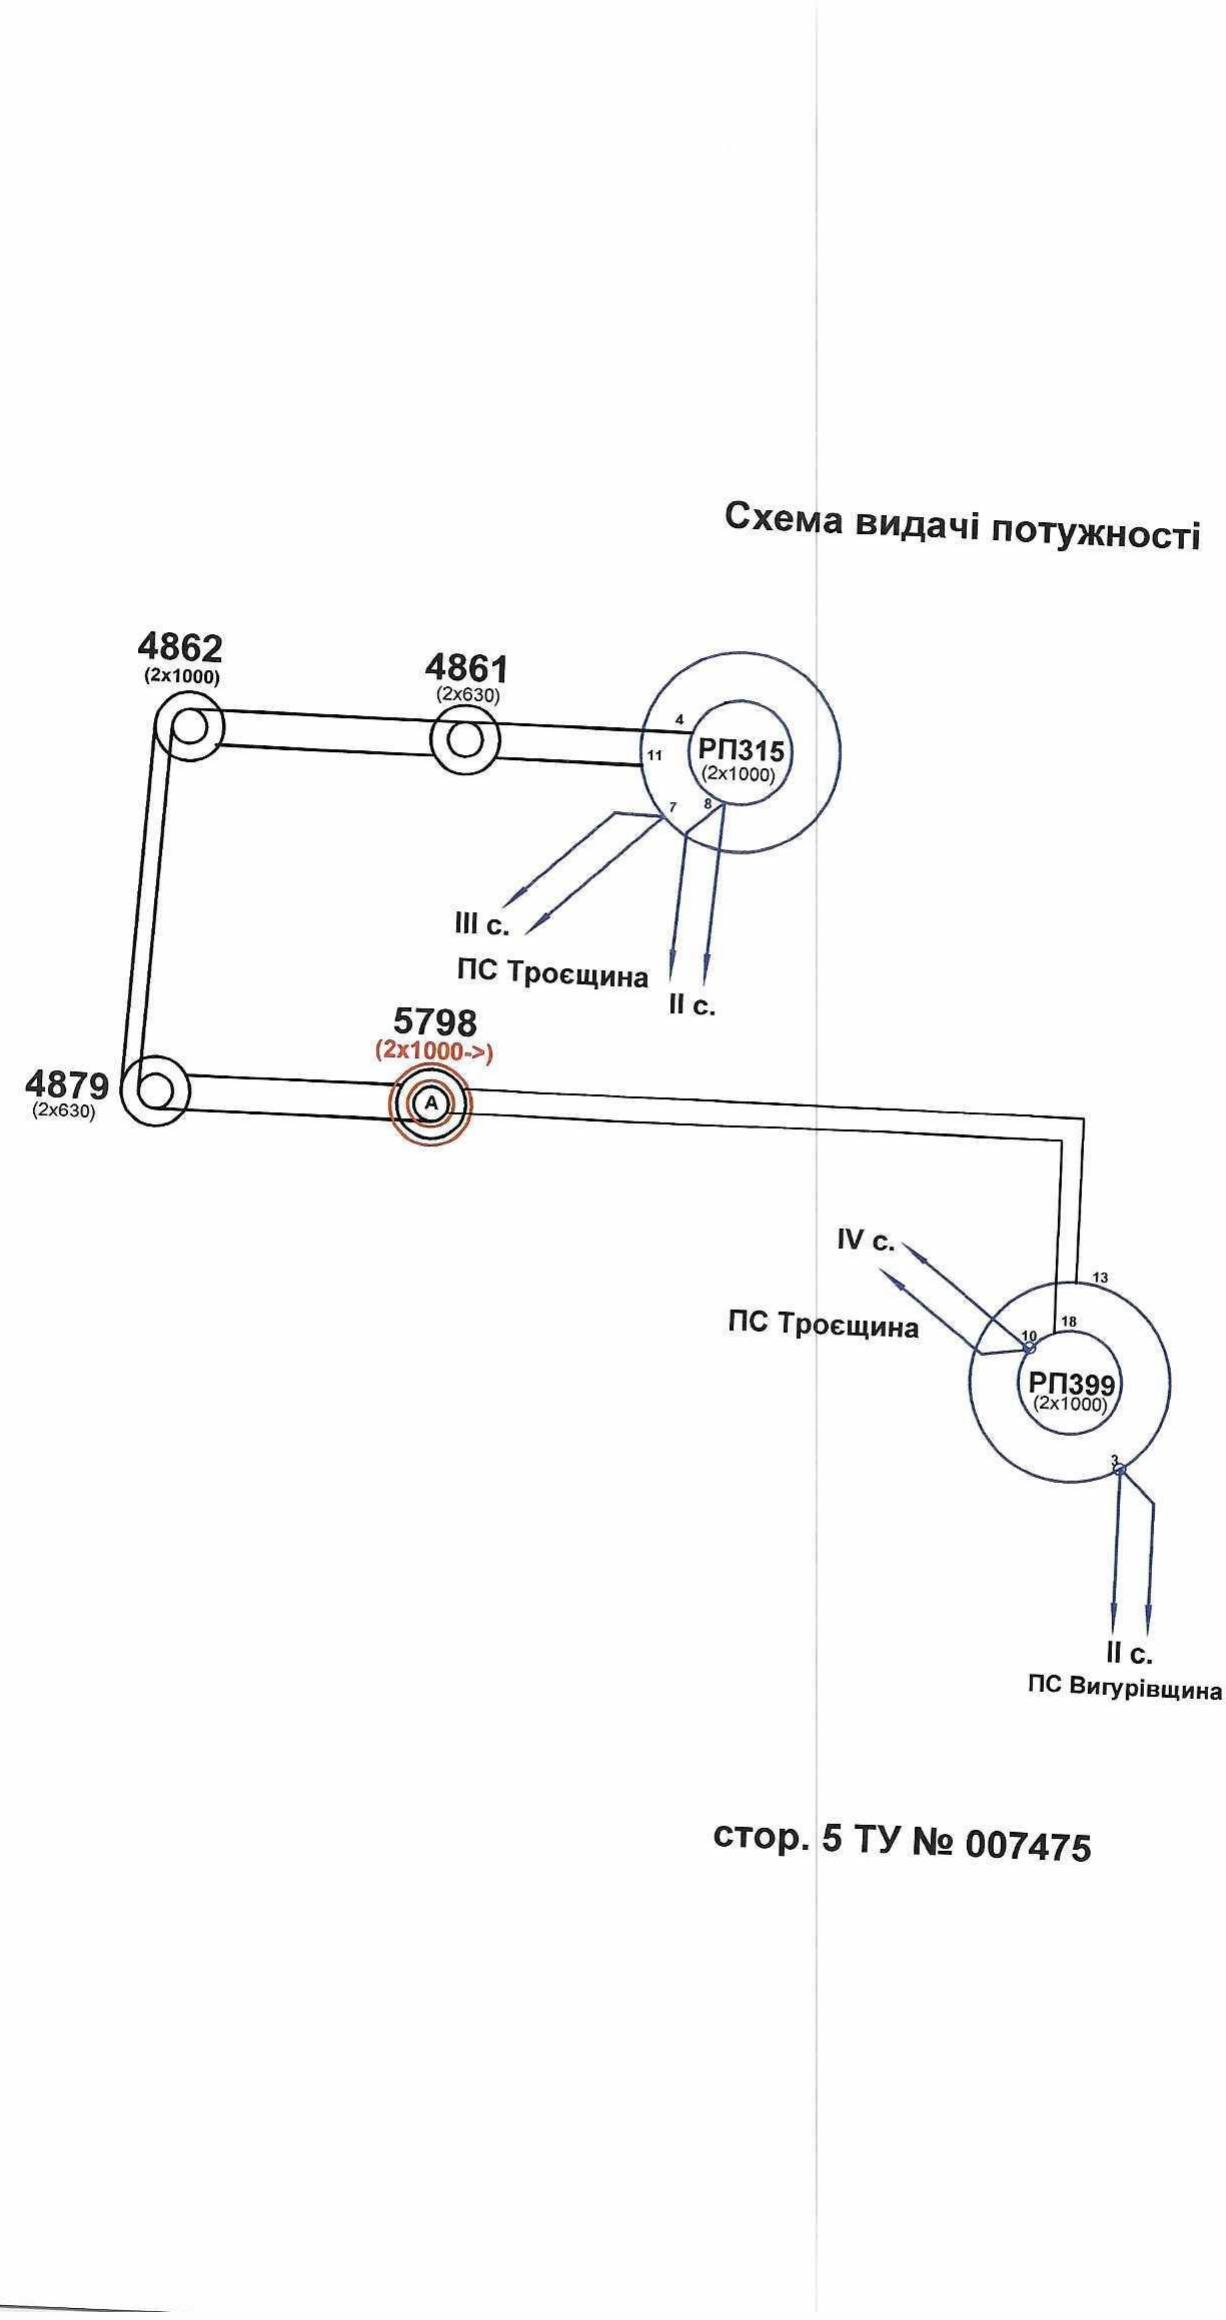 Схема видачі потужності
4862
(2x1000)
4861
(2x630)
4
11
РП315
(2x1000)
7
8
III с.
ПС Троєщина
II с.
5798
(2x1000->)
4879
(2x630)
А
IV с.
13
ПС Троєщина
18
10
РП399
(2x1000)
3
II с.
ПС Вигурівщина
стор. 5 ТУ № 007475